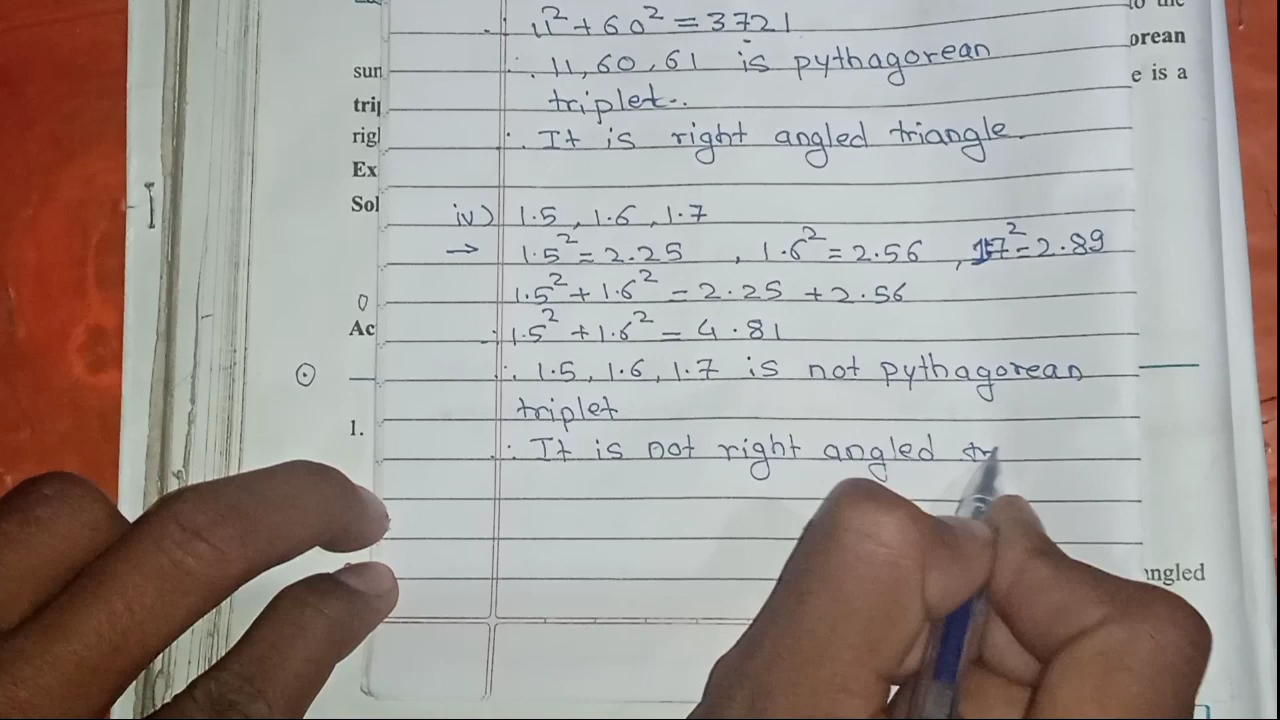 11² + 60² = 3721
∴ 11, 60, 61 is pythagorean
triplet..
∴ It is right angled triangle.
iv) 1.5, 1.6, 1.7
→ 1.5² = 2.25 , 1.6² = 2.56 , 1.7² = 2.89
1.5² + 1.6² = 2.25 + 2.56
∴ 1.5² + 1.6² = 4.81
∴ 1.5, 1.6, 1.7 is not pythagorean
triplet
∴ It is not right angled tr
orean
sur
e is a
trip
rig
Ex
Sol
Ac
1.
ngled